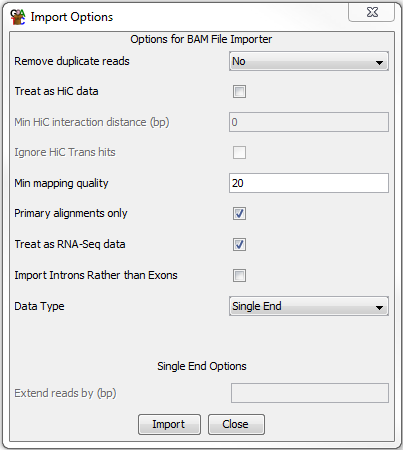 Import Options
Options for BAM File Importer
Remove duplicate reads No
Treat as HiC data
Min HiC interaction distance (bp) 0
Ignore HiC Trans hits
Min mapping quality 20
Primary alignments only
Treat as RNA-Seq data
Import Introns Rather than Exons
Data Type Single End
Single End Options
Extend reads by (bp)
Import Close